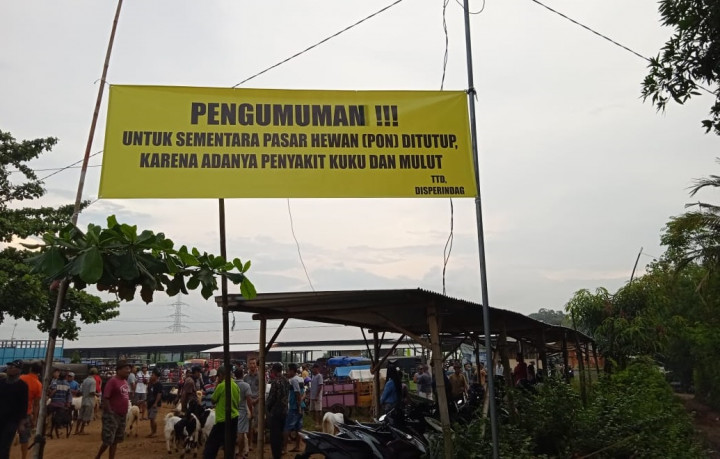 PENGUMUMAN !!!
UNTUK SEMENTARA PASAR HEWAN (PON) DITUTUP,
KARENA ADANYA PENYAKIT KUKU DAN MULUT
TTD,
DISPERINDAG